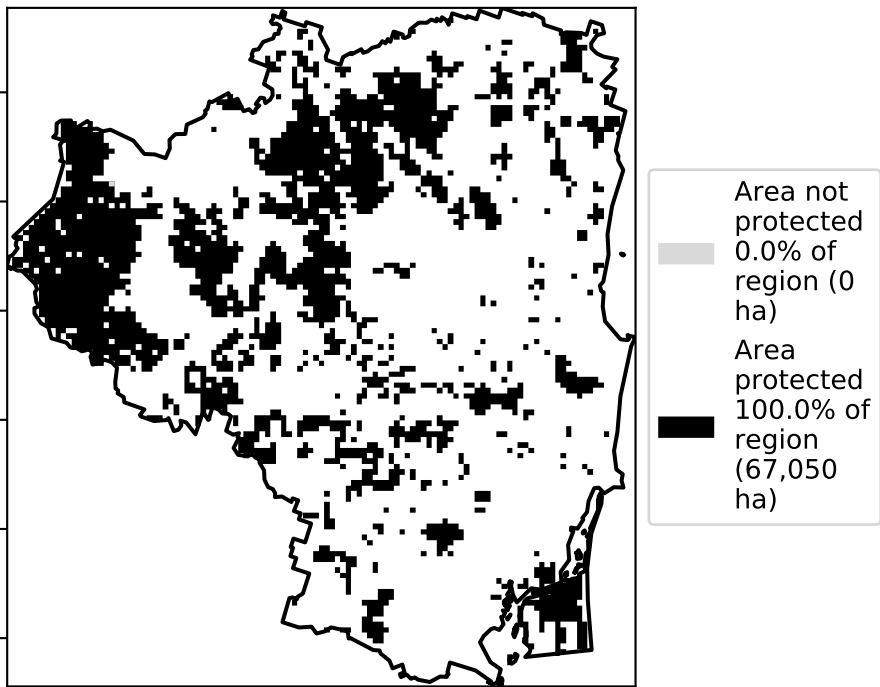 Area not
protected
0.0% of
region (0
ha)
Area
protected
100.0% of
region
(67,050
ha)